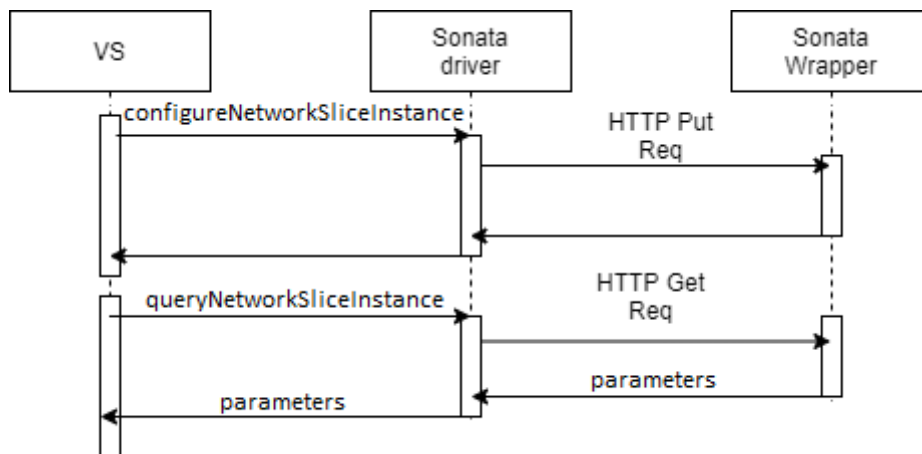 VS
Sonata
driver
Sonata
Wrapper
configureNetworkSliceInstance
HTTP Put
Req
queryNetworkSliceInstance
HTTP Get
Req
parameters
parameters